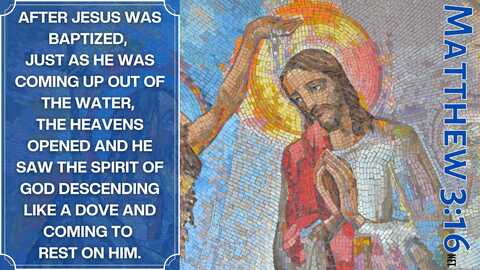 AFTER JESUS WAS
BAPTIZED,
JUST AS HE WAS
COMING UP OUT OF
THE WATER,
THE HEAVENS
OPENED AND HE
SAW THE SPIRIT OF
GOD DESCENDING
LIKE A DOVE AND
COMING TO
REST ON HIM.
MATTHEW 3:16
NET